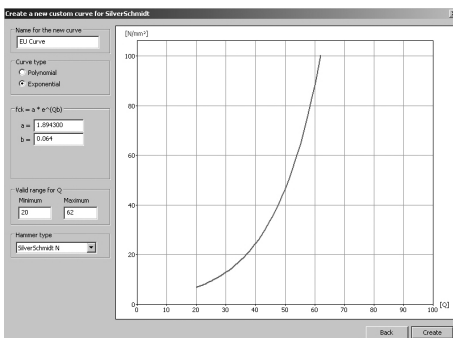 Create a new custom curve for SilverSchmidt
Name for the new curve
EU Curve
Curve type
Polynomial
Exponential
fck = a * e^(Qb)
a = 1.894300
b = 0.064
Valid range for Q
Minimum Maximum
20 62
Hammer type
SilverSchmidt N
[N/mm²]
100
80
60
40
20
0
0 10 20 30 40 50 60 70 80 90 100 [Q]
Back Create